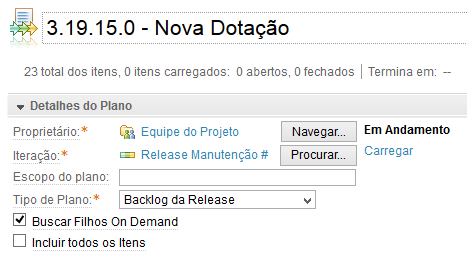 3.19.15.0 - Nova Dotação
23 total dos itens, 0 itens carregados: 0 abertos, 0 fechados | Termina em: --
Detalhes do Plano
Proprietário:* Equipe do Projeto Navegar... Em Andamento
Iteração:* Release Manutenção # Procurar... Carregar
Escopo do plano:
Tipo de Plano:* Backlog da Release
Buscar Filhos On Demand
Incluir todos os Itens